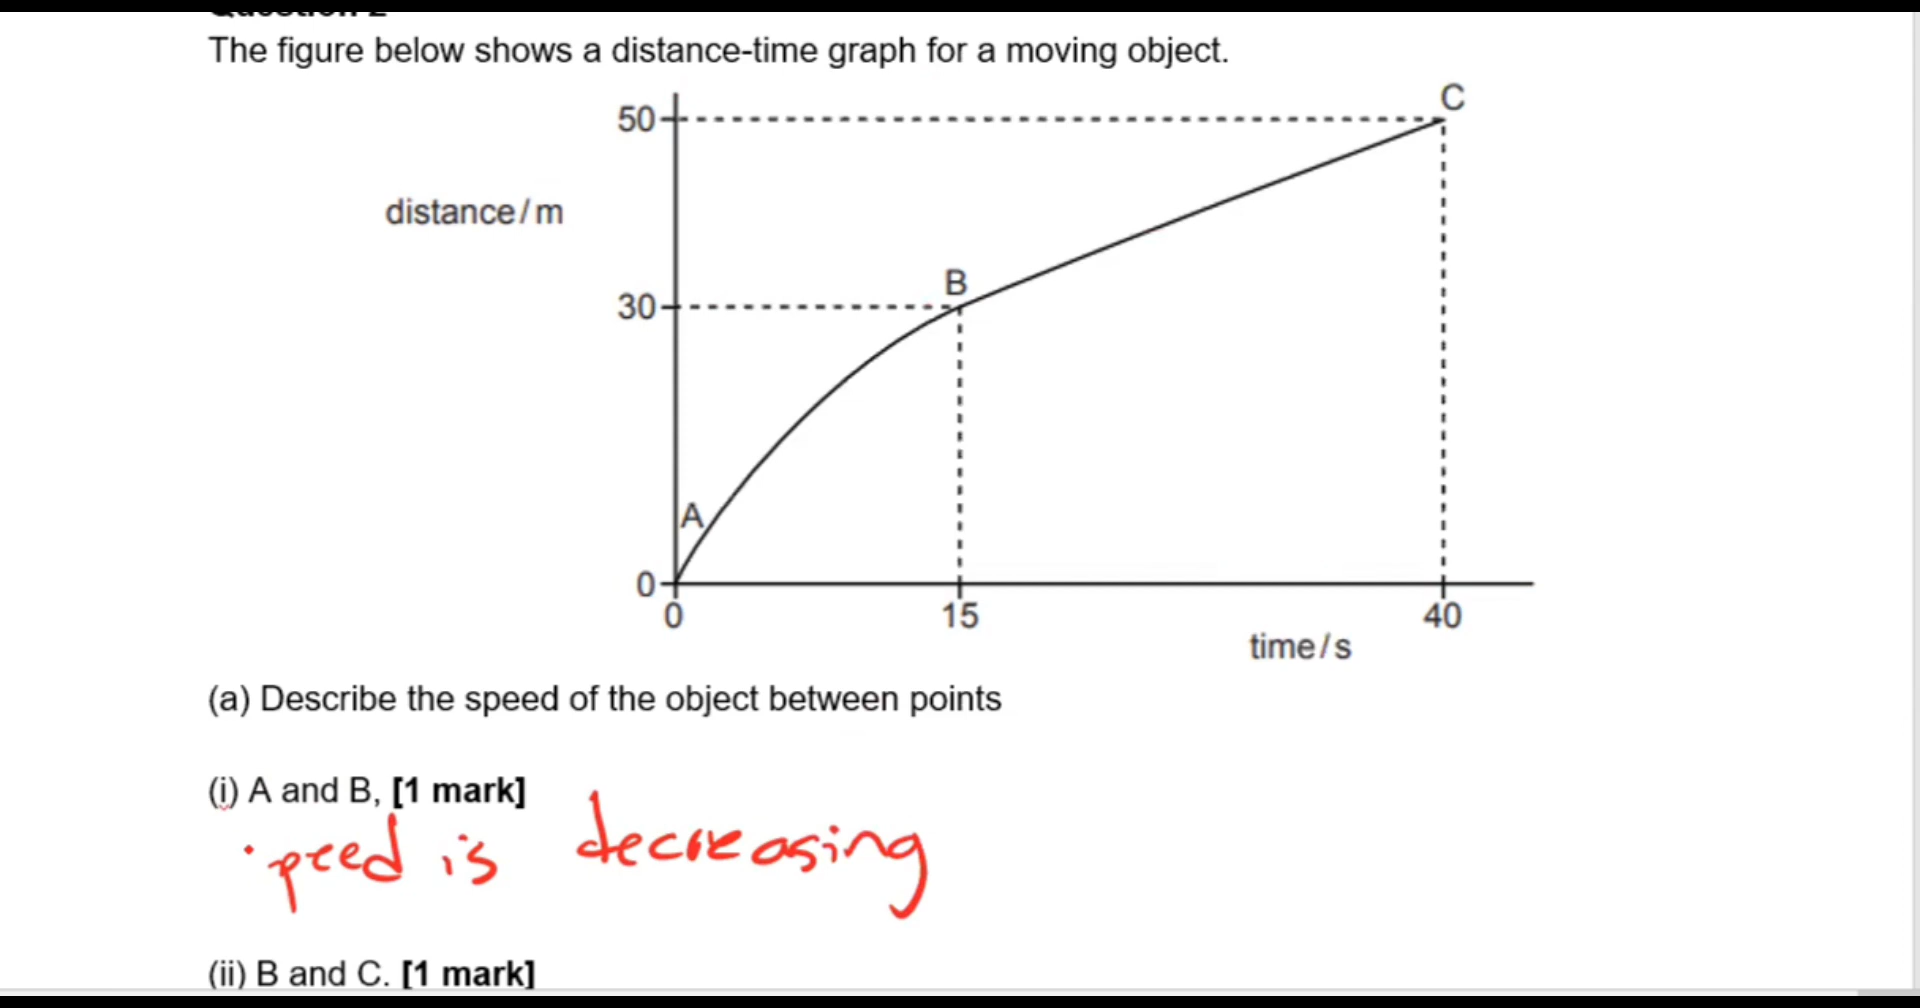 The figure below shows a distance-time graph for a moving object.
C
50
distance/m
B
30
A
0
0 15 40
time/s
(a) Describe the speed of the object between points
(i) A and B, [1 mark]
peed is decreasing
(ii) B and C. [1 mark]